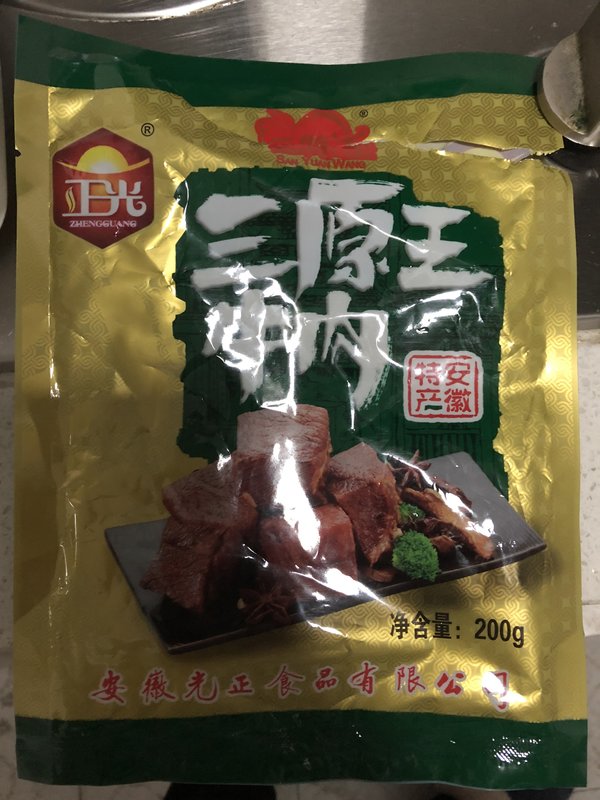 正光
ZHENGGUANG
®
®
SAN YUAN WANG
三原王
肉
安徽
特产
净含量：200g
安徽光正食品有限公司